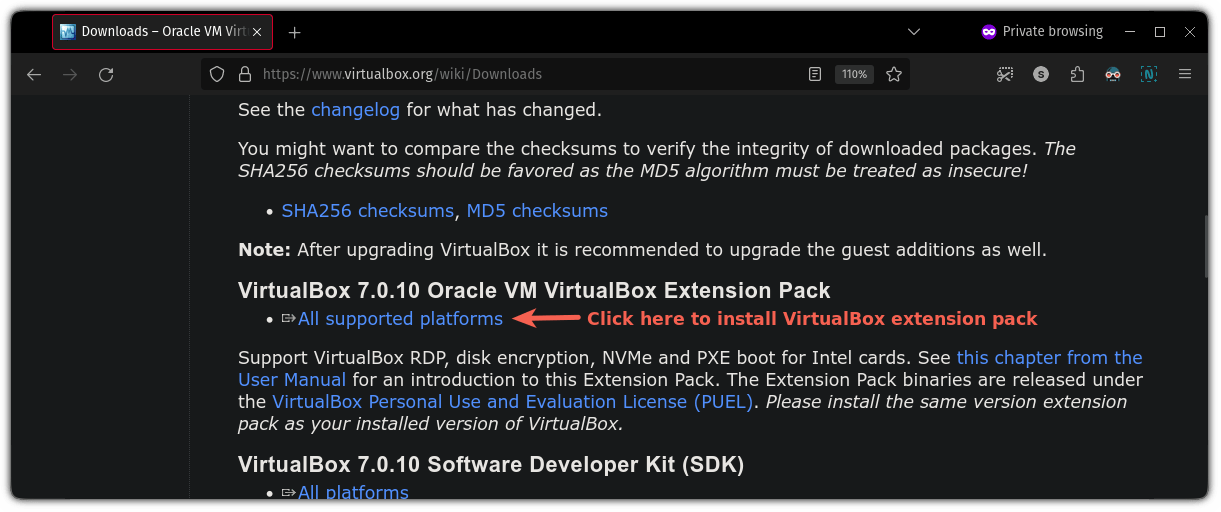 Downloads – Oracle VM Virt
Private browsing
https://www.virtualbox.org/wiki/Downloads
110%
S
N
See the changelog for what has changed.
You might want to compare the checksums to verify the integrity of downloaded packages. The
SHA256 checksums should be favored as the MD5 algorithm must be treated as insecure!
• SHA256 checksums, MD5 checksums
Note: After upgrading VirtualBox it is recommended to upgrade the guest additions as well.
VirtualBox 7.0.10 Oracle VM VirtualBox Extension Pack
• All supported platforms
Click here to install VirtualBox extension pack
Support VirtualBox RDP, disk encryption, NVMe and PXE boot for Intel cards. See this chapter from the
User Manual for an introduction to this Extension Pack. The Extension Pack binaries are released under
the VirtualBox Personal Use and Evaluation License (PUEL). Please install the same version extension
pack as your installed version of VirtualBox.
VirtualBox 7.0.10 Software Developer Kit (SDK)
• All platforms